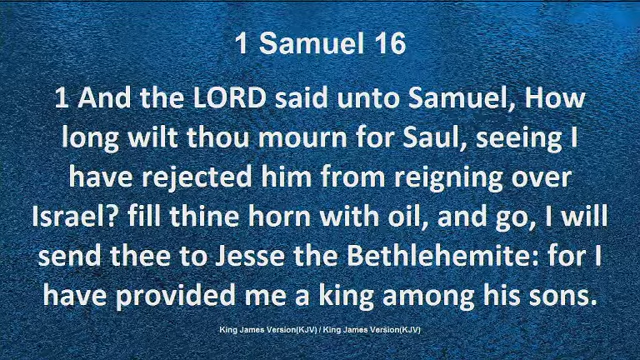 1 Samuel 16
1 And the LORD said unto Samuel, How
long wilt thou mourn for Saul, seeing I
have rejected him from reigning over
Israel? fill thine horn with oil, and go, I will
send thee to Jesse the Bethlehemite: for I
have provided me a king among his sons.
King James Version(KJV) / King James Version(KJV)